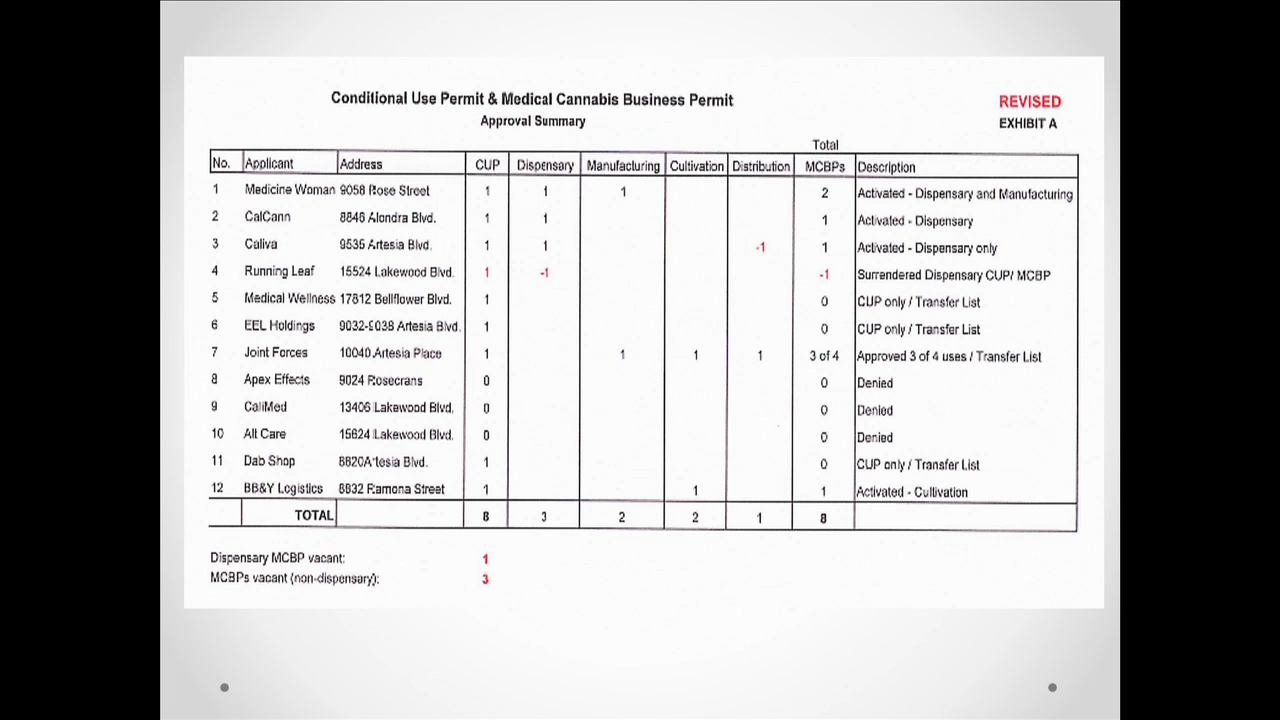 Conditional Use Permit & Medical Cannabis Business Permit
REVISED
Approval Summary
EXHIBIT A
Total
No. Applicant Address CUP Dispensary Manufacturing Cultivation Distribution MCBPs Description
1 Medicine Woman 9058 Rose Street 1 1 1 2 Activated - Dispensary and Manufacturing
2 CalCann 8846 Alondra Blvd. 1 1 1 Activated - Dispensary
3 Caliva 9535 Artesia Blvd. 1 1 -1 1 Activated - Dispensary only
4 Running Leaf 15524 Lakewood Blvd. 1 -1 -1 Surrendered Dispensary CUP/ MCBP
5 Medical Wellness 17812 Bellflower Blvd. 1 0 CUP only / Transfer List
6 EEL Holdings 9032-9038 Artesia Blvd. 1 0 CUP only / Transfer List
7 Joint Forces 10040 Artesia Place 1 1 1 1 3 of 4 Approved 3 of 4 uses / Transfer List
8 Apex Effects 9024 Rosecrans 0 0 Denied
9 CaliMed 13406 Lakewood Blvd. 0 0 Denied
10 Alt Care 15624 Lakewood Blvd. 0 0 Denied
11 Dab Shop 8820 Artesia Blvd. 1 0 CUP only / Transfer List
12 BB&Y Logistics 8832 Ramona Street 1 1 1 Activated - Cultivation
TOTAL 8 3 2 2 1 8
Dispensary MCBP vacant: 1
MCBPs vacant (non-dispensary): 3